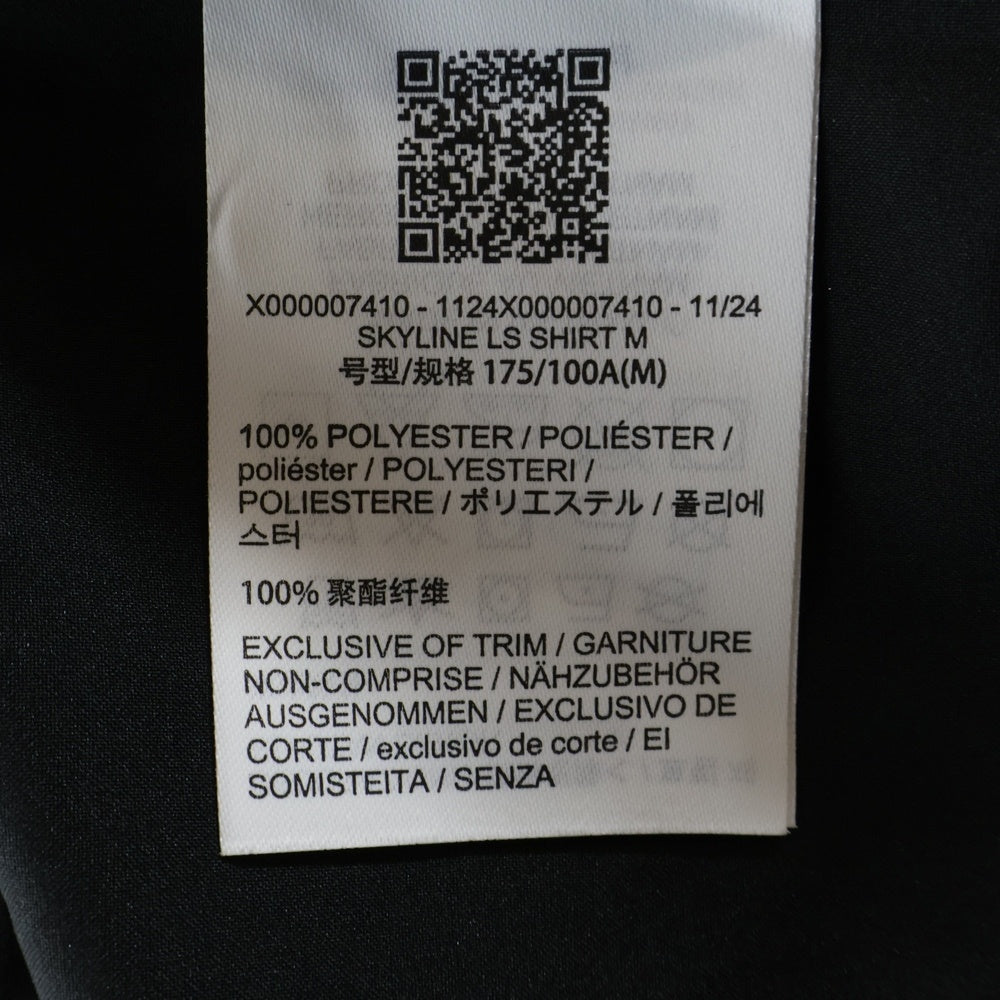 X000007410 - 1124X000007410 - 11/24
SKYLINE LS SHIRT M
号型/规格 175/100A(M)
100% POLYESTER / POLIÉSTER /
poliéster / POLYESTERI /
POLIESTERE / ポリエステル / 폴리에
스터
100% 聚酯纤维
EXCLUSIVE OF TRIM / GARNITURE
NON-COMPRISE / NÄHZUBEHÖR
AUSGENOMMEN / EXCLUSIVO DE
CORTE / exclusivo de corte / EI
SOMISTEITA / SENZA